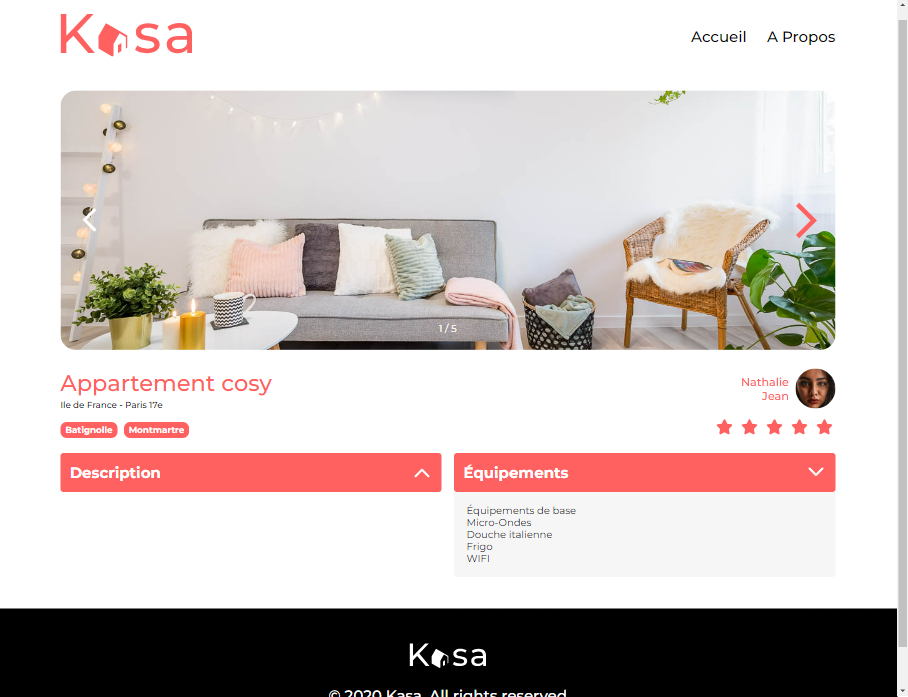 Kasa
Accueil A Propos
1 / 5
Appartement cosy
Ile de France - Paris 17e
Nathalie
Jean
Batignolle Montmartre
Description
Équipements
Équipements de base
Micro-Ondes
Douche italienne
Frigo
WIFI
Kasa
© 2020 Kasa. All rights reserved